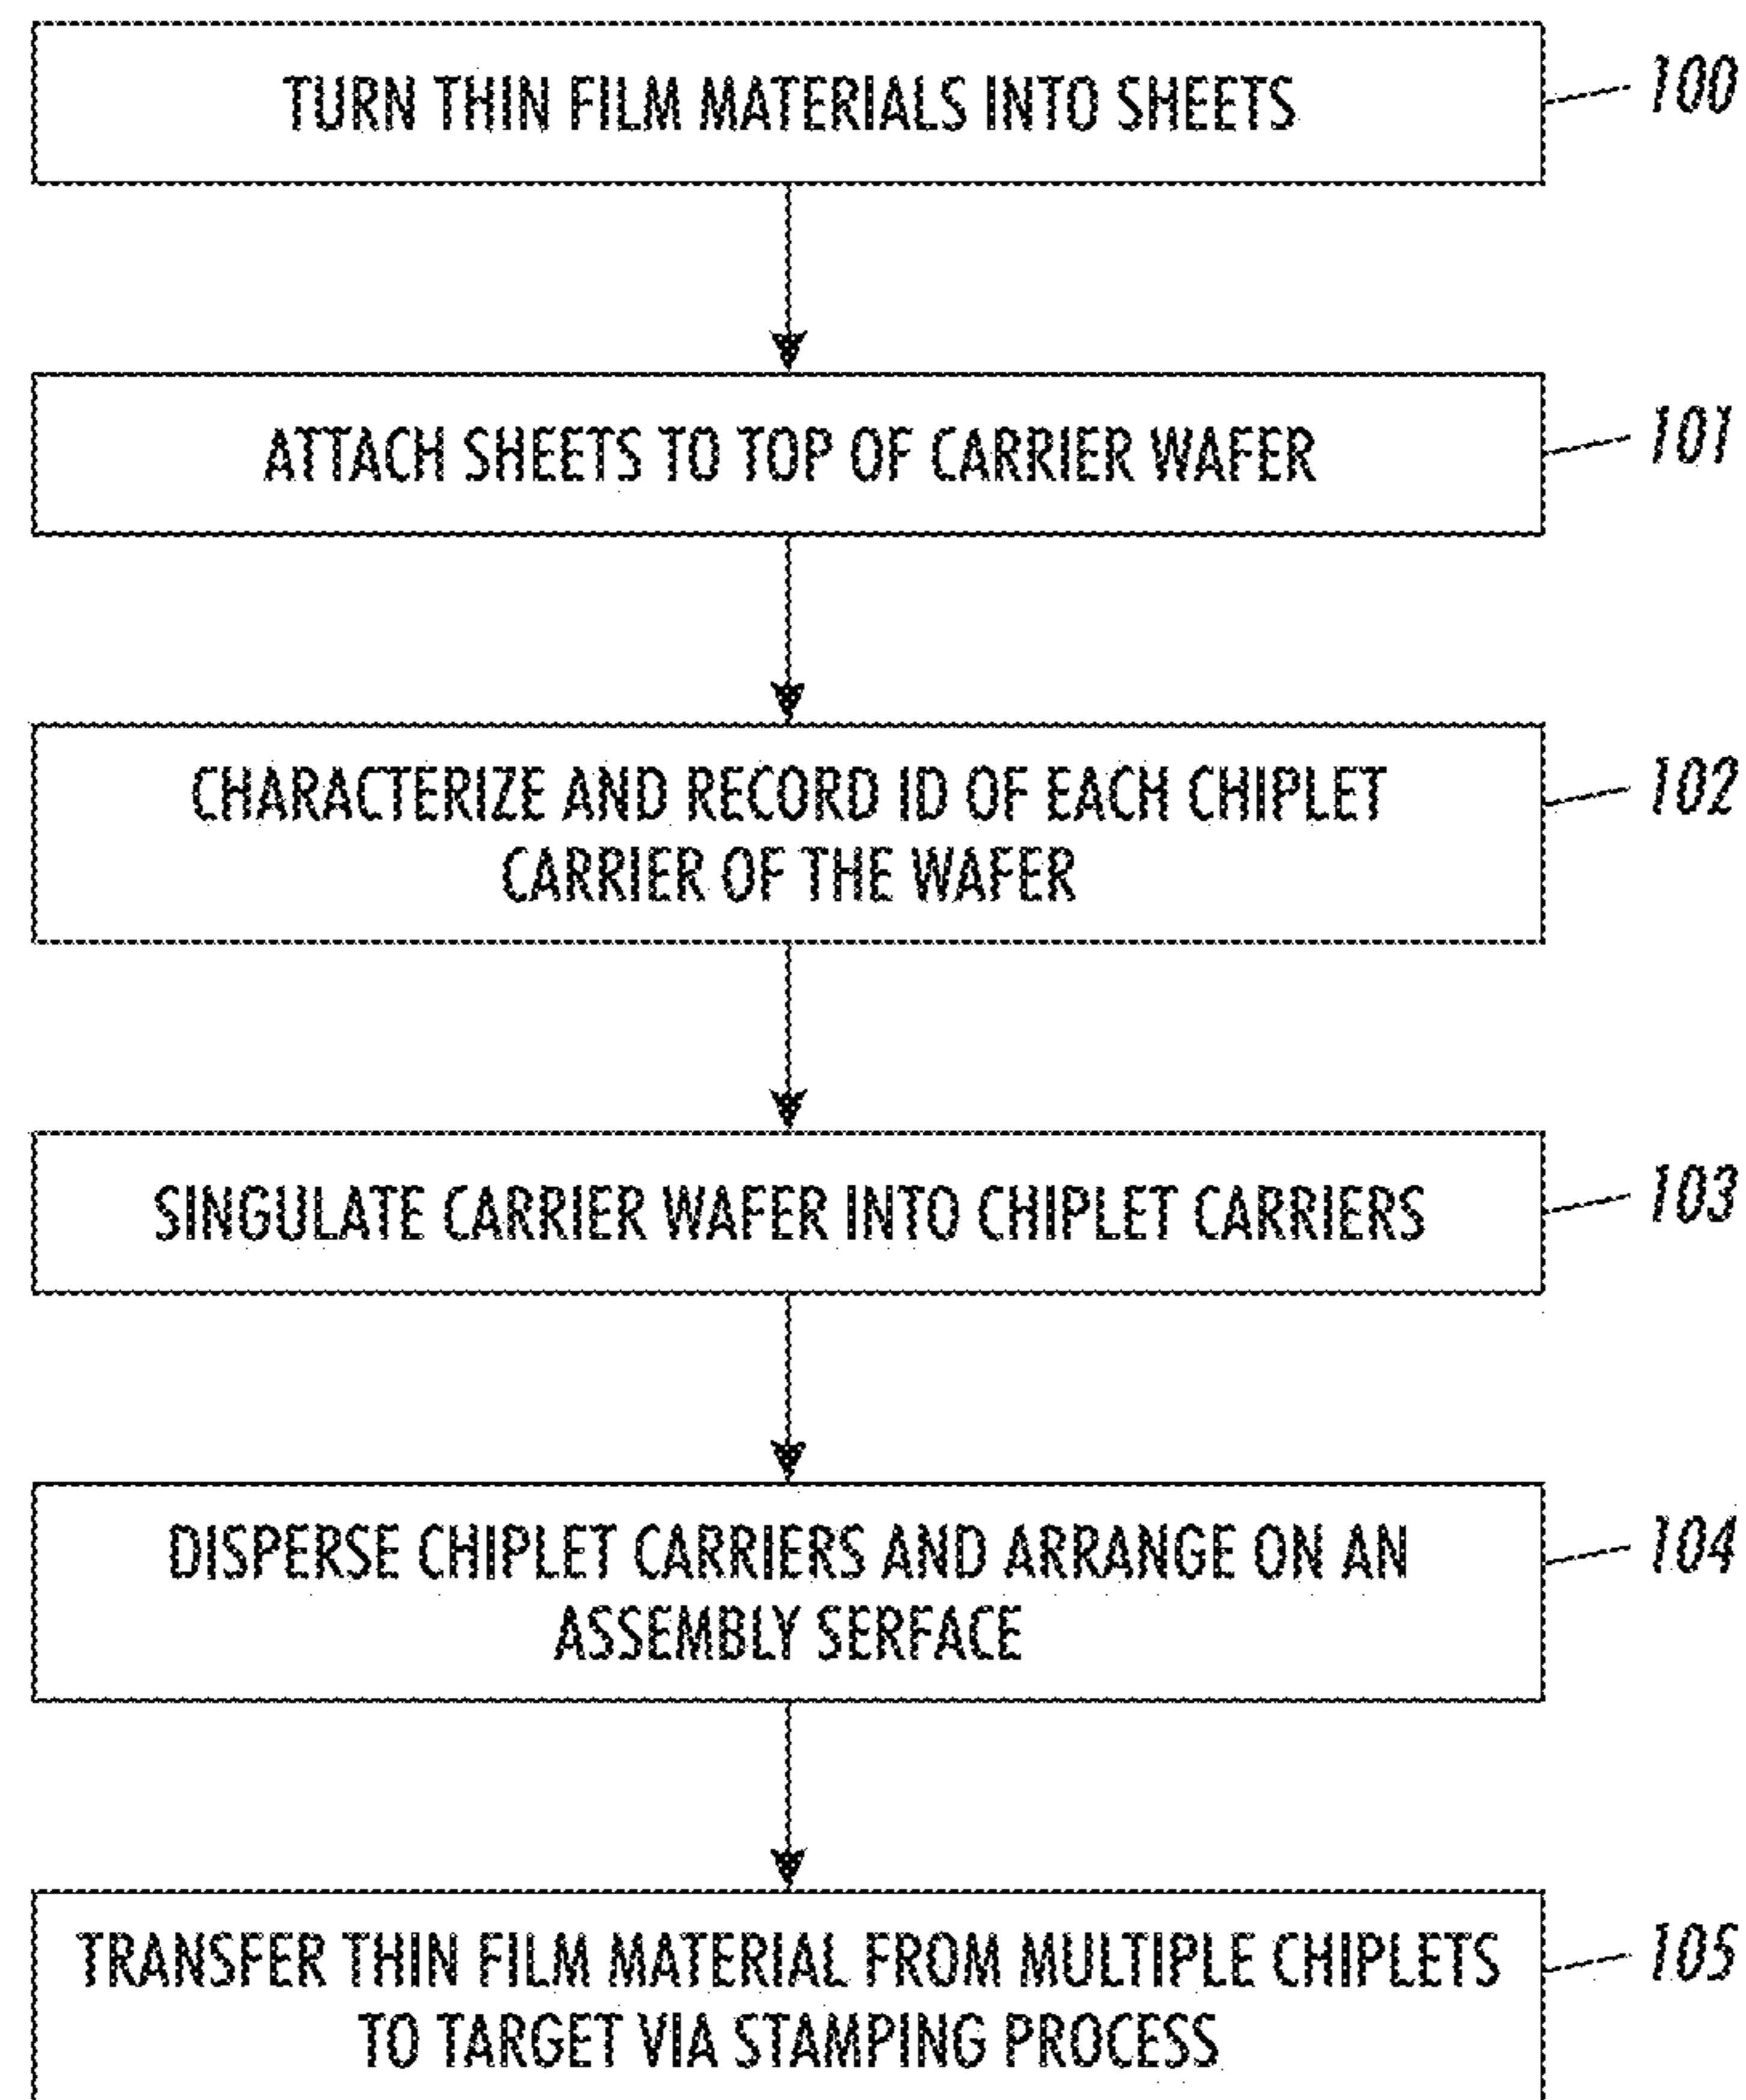 TURN THIN FILM MATERIALS INTO SHEETS
100
ATTACH SHEETS TO TOP OF CARRIER WAFER
101
CHARACTERIZE AND RECORD ID OF EACH CHIPLET
CARRIER OF THE WAFER
102
SINGULATE CARRIER WAFER INTO CHIPLET CARRIERS
103
DISPERSE CHIPLET CARRIERS AND ARRANGE ON AN
ASSEMBLY SERFACE
104
TRANSFER THIN FILM MATERIAL FROM MULTIPLE CHIPLETS
TO TARGET VIA STAMPING PROCESS
105